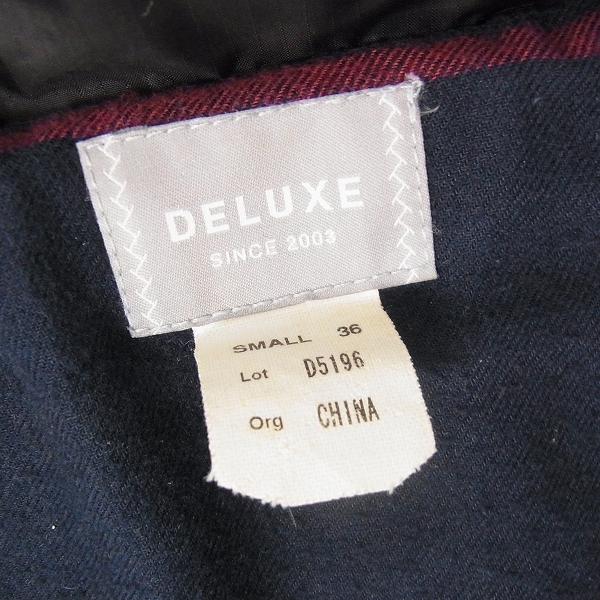 DELUXE
SINCE 2003
SMALL 36
Lot D5196
Org CHINA